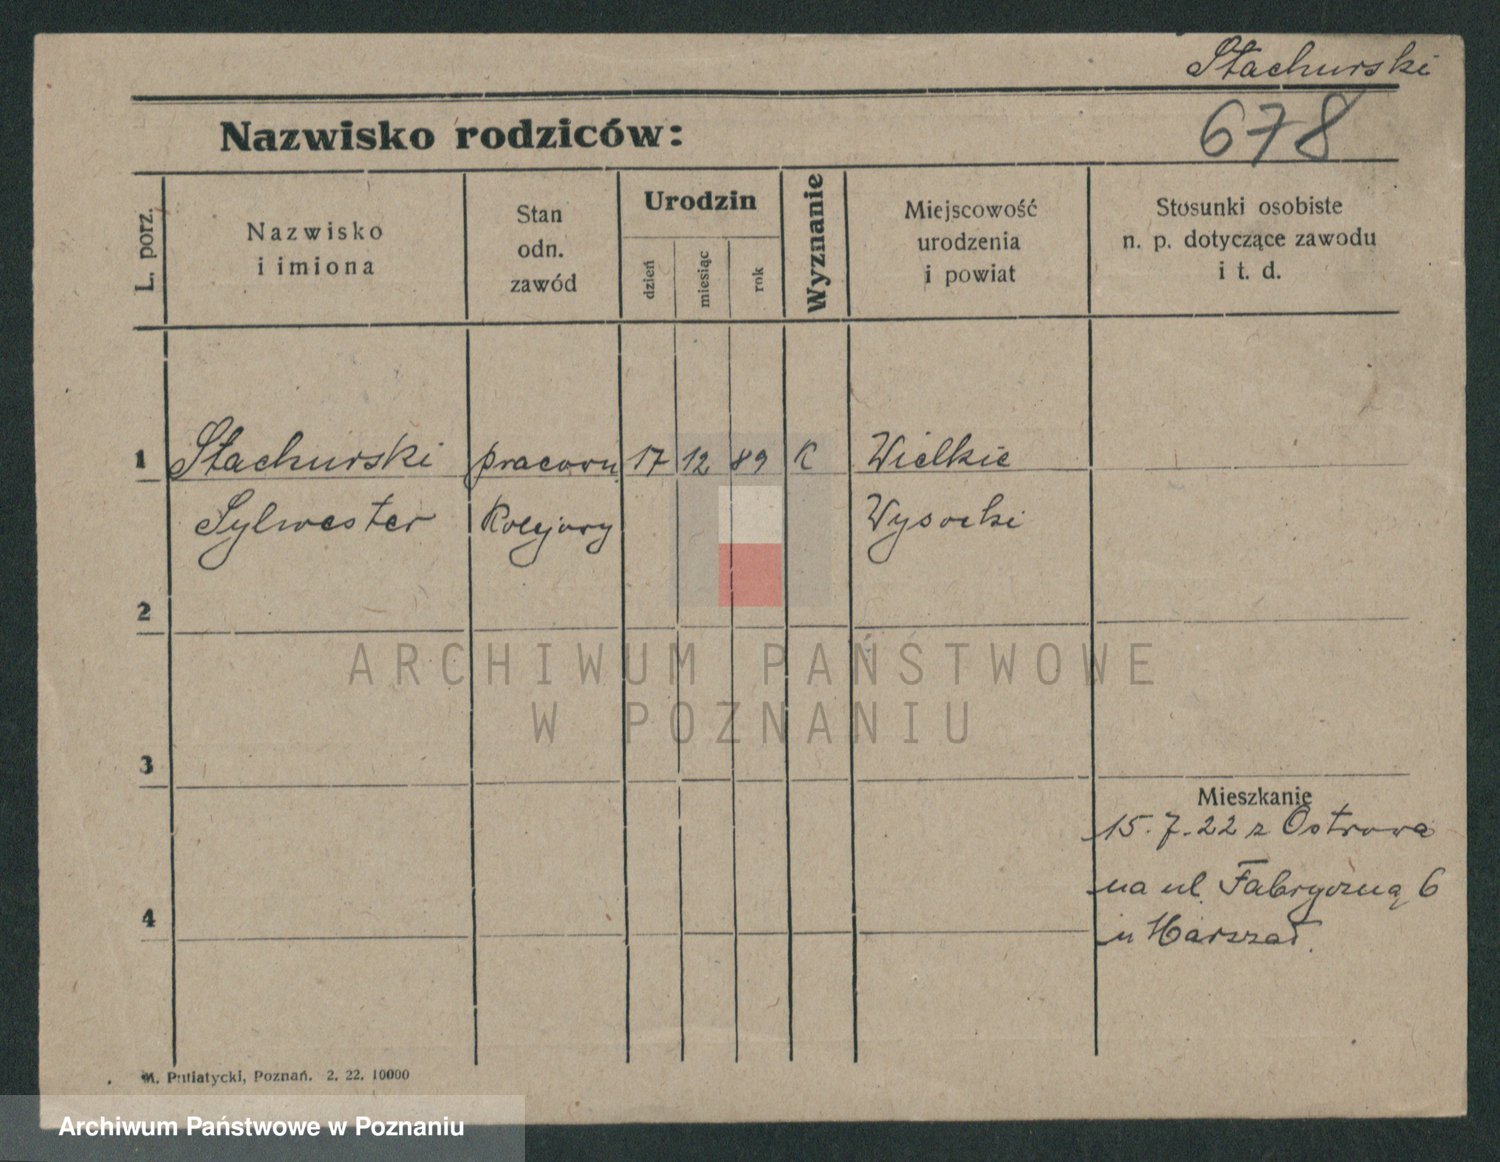 Stachurski
678
Nazwisko rodziców:
L. porz.
Nazwisko
i imiona
Stan
odn.
zawód
Urodzin
dzień
miesiąc
rok
Wyznanie
Miejscowość
urodzenia
i powiat
Stosunki osobiste
n. p. dotyczące zawodu
i t. d.
1 Stachurski pracown 17 12 89 K Wielkie
Sylwester Kolejowy Wysocki
2
3
4
Mieszkanie
15.7.22 z Ostrowa
na ul. Fabryczną 6
u Marszał.
ARCHIWUM PAŃSTWOWE
W POZNANIU
M. Putiatycki, Poznań. 2. 22. 10000
Archiwum Państwowe w Poznaniu